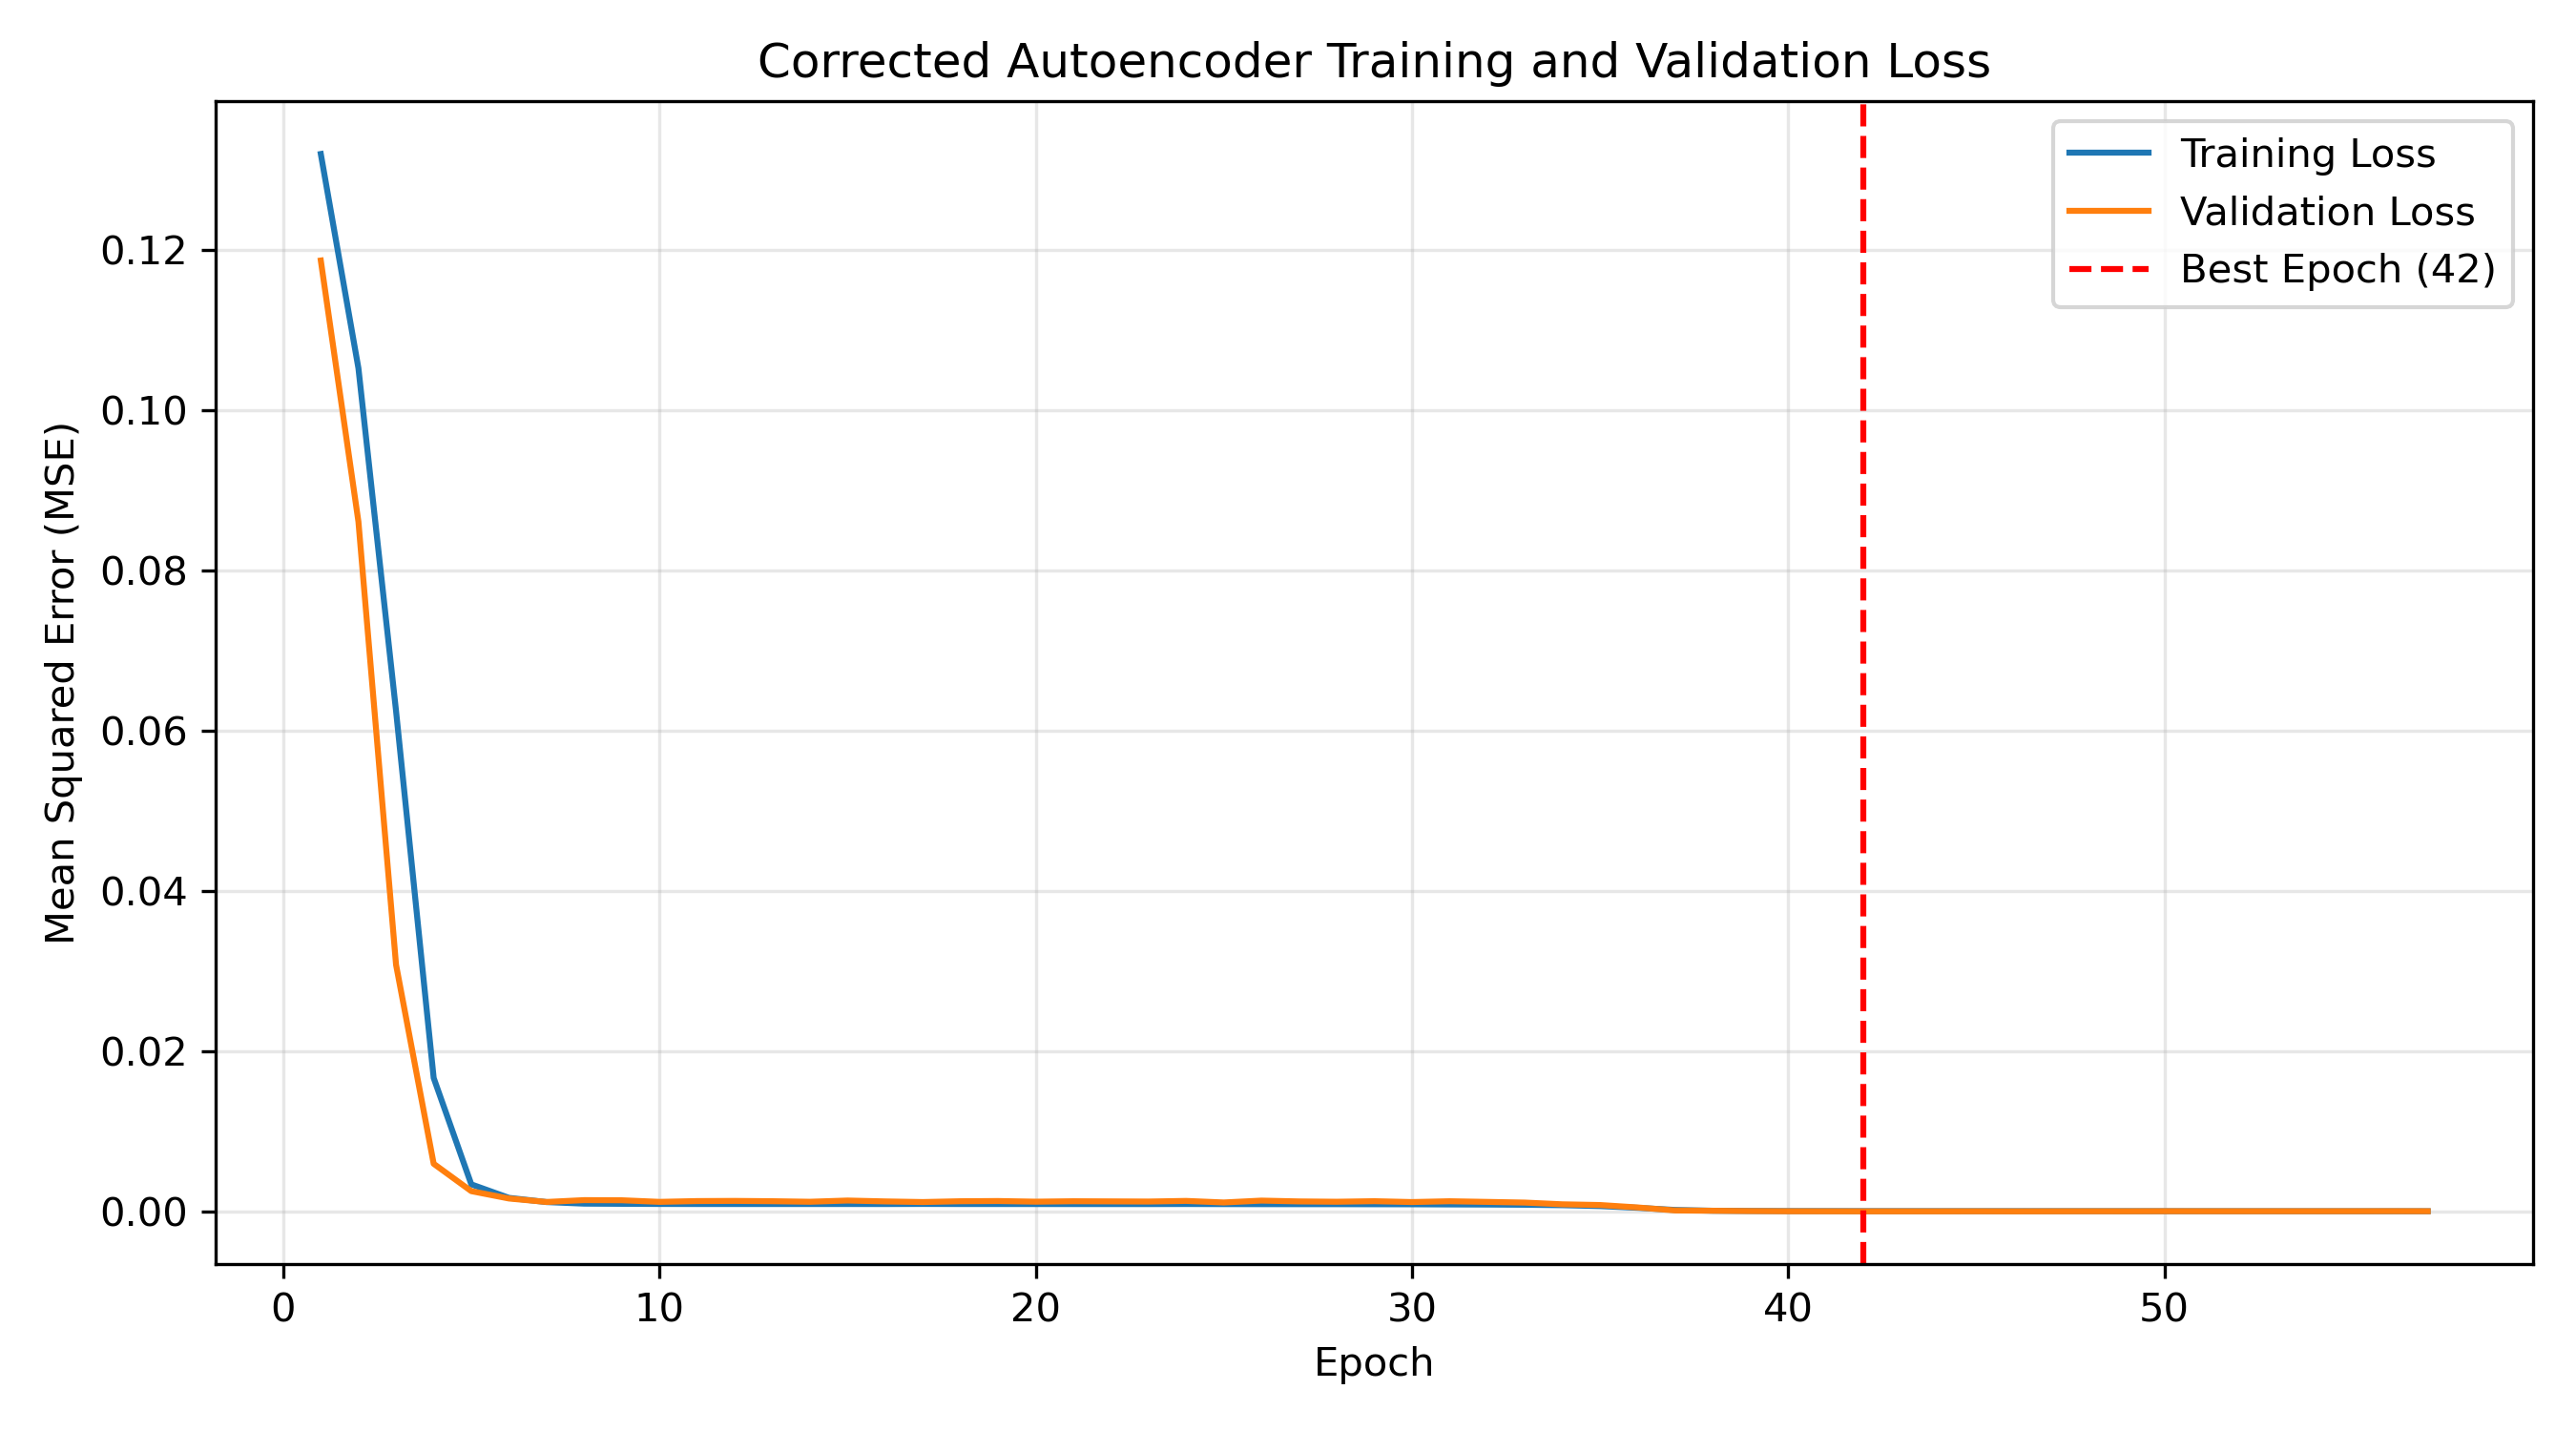 Corrected Autoencoder Training and Validation Loss
Training Loss
Validation Loss
Best Epoch (42)
Mean Squared Error (MSE)
0.12
0.10
0.08
0.06
0.04
0.02
0.00
0 10 20 30 40 50
Epoch